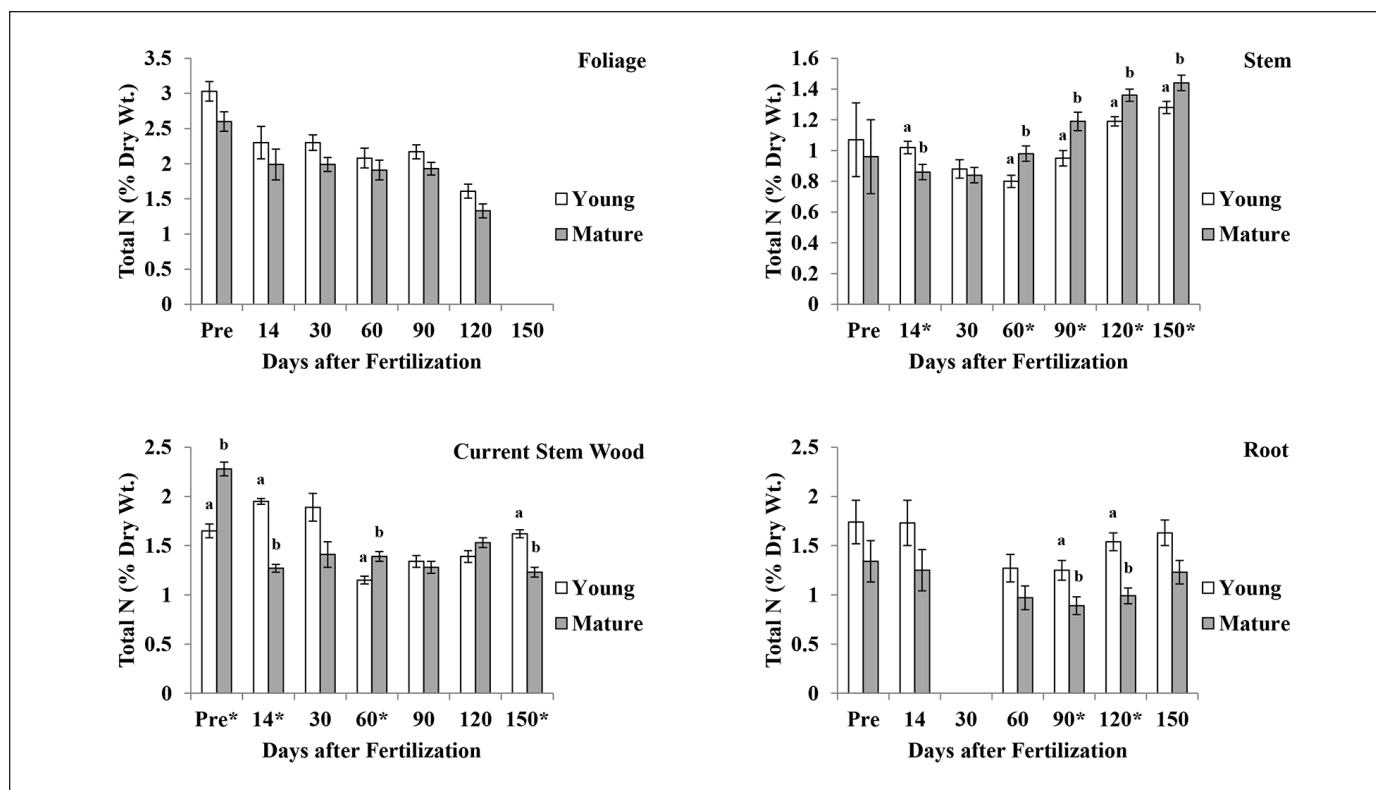 Foliage
Total N (% Dry Wt.)
3.5
3
2.5
2
1.5
1
0.5
0
Pre 14 30 60 90 120 150
Days after Fertilization
Young
Mature
Stem
Total N (% Dry Wt.)
1.6
1.4
1.2
1.0
0.8
0.6
0.4
0.2
0
a b a b a b a b a b
Pre 14* 30 60* 90* 120* 150*
Days after Fertilization
Young
Mature
Current Stem Wood
Total N (% Dry Wt.)
2.5
2
1.5
1
0.5
0
a b a b a b a b
Pre* 14* 30 60* 90 120 150*
Days after Fertilization
Young
Mature
Root
Total N (% Dry Wt.)
2.5
2
1.5
1
0.5
0
a b a b
Pre 14 30 60 90* 120* 150
Days after Fertilization
Young
Mature